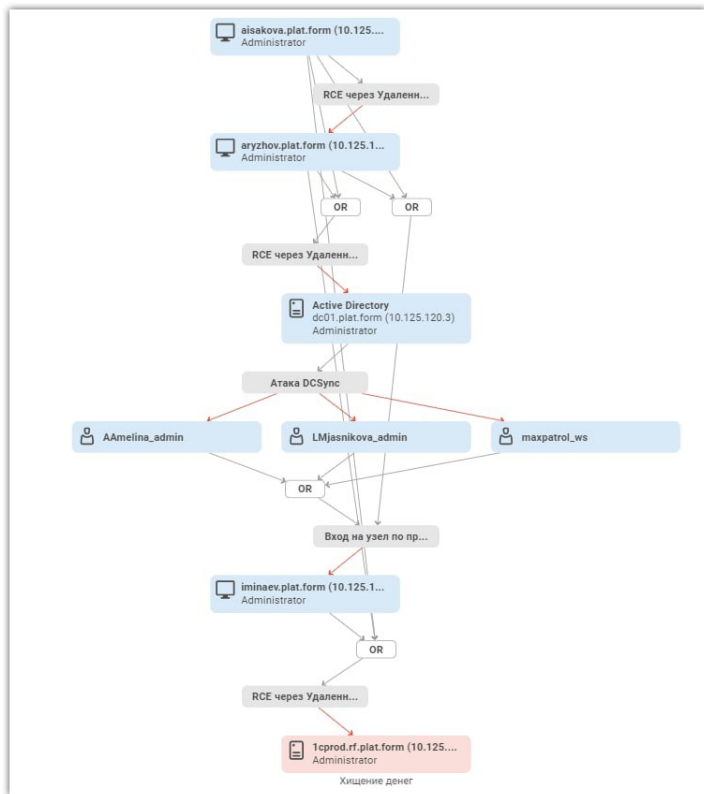 aisakova.plat.form (10.125....
Administrator
RCE через Удаленн...
aryzhov.plat.form (10.125.1...
Administrator
OR
OR
RCE через Удаленн...
Active Directory
dc01.plat.form (10.125.120.3)
Administrator
Атака DCSync
AAmelina_admin
LMjasnikova_admin
maxpatrol_ws
OR
Вход на узел по пр...
iminaev.plat.form (10.125.1...
Administrator
OR
RCE через Удаленн...
1cprod.rf.plat.form (10.125....
Administrator
Хищение денег